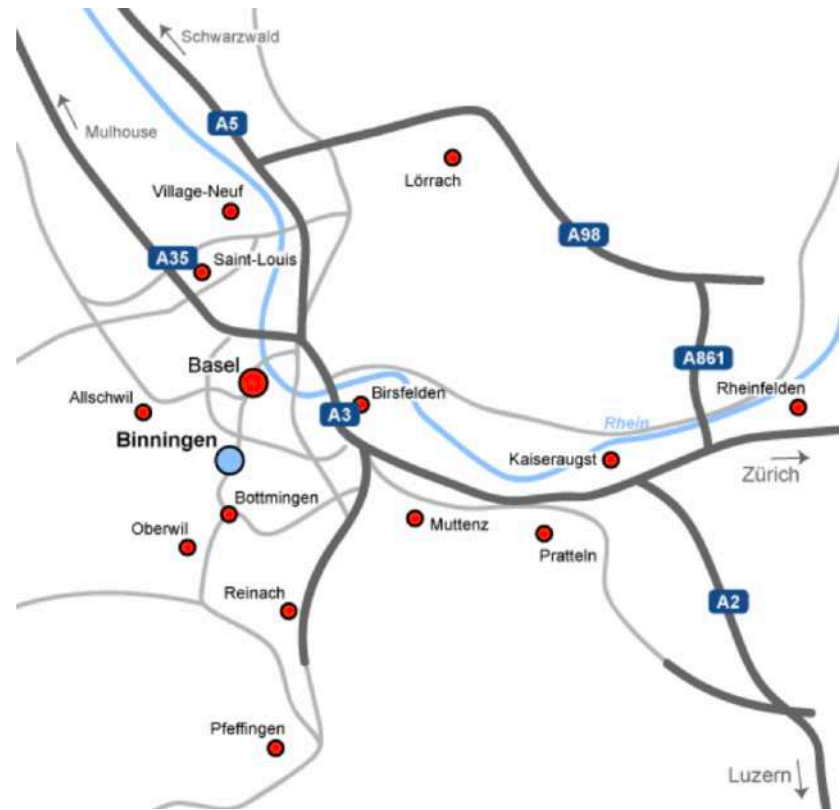 Schwarzwald
A5
Mulhouse
Lörrach
Village-Neuf
A98
A35
Saint-Louis
A861
Basel
Rheinfelden
Allschwil
Birsfelden
A3
Rhein
Binningen
Kaiseraugst
Zürich
Bottmingen
Muttenz
Oberwil
Pratteln
Reinach
A2
Pfeffingen
Luzern